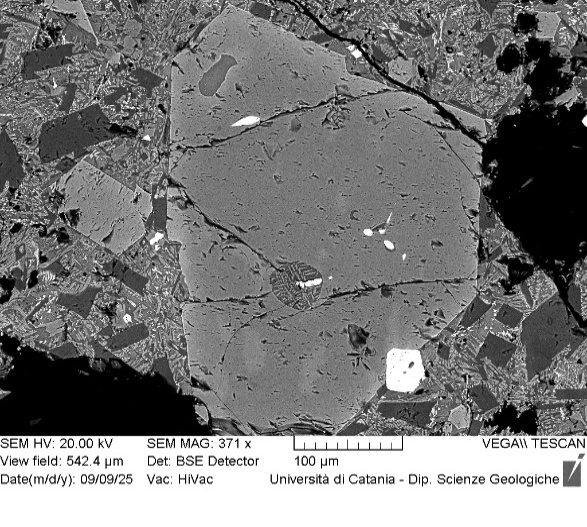 SEM HV: 20.00 kV SEM MAG: 371 x VEGA\\ TESCAN
View field: 542.4 µm Det: BSE Detector 100 µm
Date(m/d/y): 09/09/25 Vac: HiVac Università di Catania - Dip. Scienze Geologiche